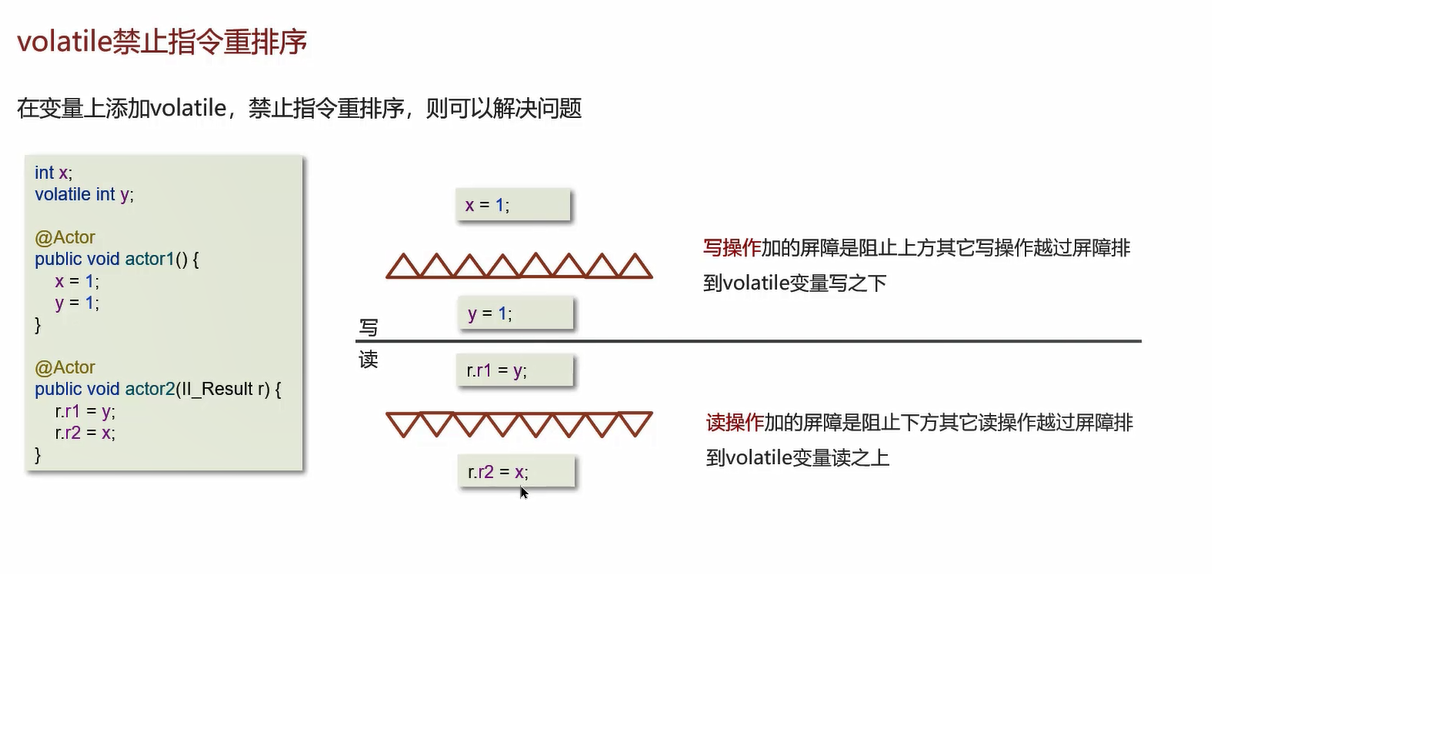 volatile禁止指令重排序
在变量上添加volatile，禁止指令重排序，则可以解决问题
int x;
volatile int y;
@Actor
public void actor1() {
x = 1;
y = 1;
}
@Actor
public void actor2(II_Result r) {
r.r1 = y;
r.r2 = x;
}
x = 1;
写操作加的屏障是阻止上方其它写操作越过屏障排
到volatile变量写之下
y = 1;
写
读
r.r1 = y;
读操作加的屏障是阻止下方其它读操作越过屏障排
到volatile变量读之上
r.r2 = x;